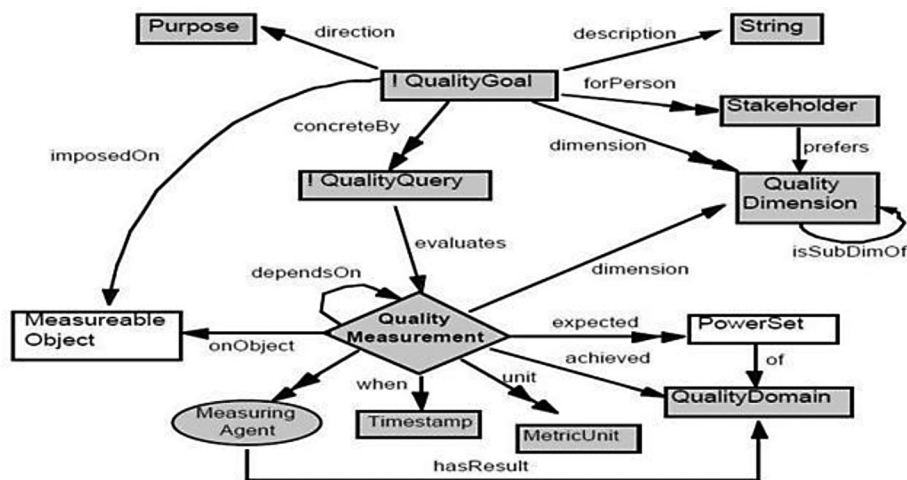 Purpose
direction
description
String
! QualityGoal
forPerson
Stakeholder
concreteBy
imposedOn
dimension
prefers
! QualityQuery
Quality
Dimension
evaluates
isSubDimOf
dependsOn
dimension
Measureable
Object
onObject
Quality
Measurement
expected
PowerSet
achieved
of
when
unit
QualityDomain
Measuring
Agent
Timestamp
MetricUnit
hasResult